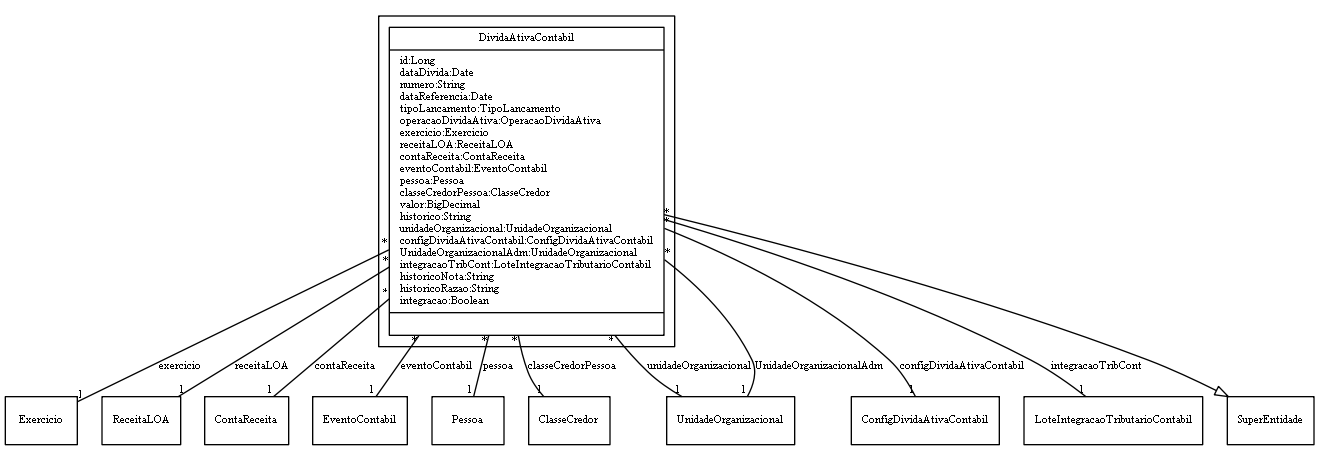 DividaAtivaContabil
id:Long
dataDivida:Date
numero:String
dataReferencia:Date
tipoLancamento:TipoLancamento
operacaoDividaAtiva:OperacaoDividaAtiva
exercicio:Exercicio
receitaLOA:ReceitaLOA
contaReceita:ContaReceita
eventoContabil:EventoContabil
pessoa:Pessoa
classeCredorPessoa:ClasseCredor
valor:BigDecimal
historico:String
unidadeOrganizacional:UnidadeOrganizacional
configDividaAtivaContabil:ConfigDividaAtivaContabil
UnidadeOrganizacionalAdm:UnidadeOrganizacional
integracaoTribCont:LoteIntegracaoTributarioContabil
historicoNota:String
historicoRazao:String
integracao:Boolean
* * * * * *
* * * *
exercicio receitaLOA contaReceita eventoContabil pessoa classeCredorPessoa unidadeOrganizacional UnidadeOrganizacionalAdm configDividaAtivaContabil integracaoTribCont
1 1 1 1 1 1 1 1 1 1
Exercicio ReceitaLOA ContaReceita EventoContabil Pessoa ClasseCredor UnidadeOrganizacional ConfigDividaAtivaContabil LoteIntegracaoTributarioContabil SuperEntidade